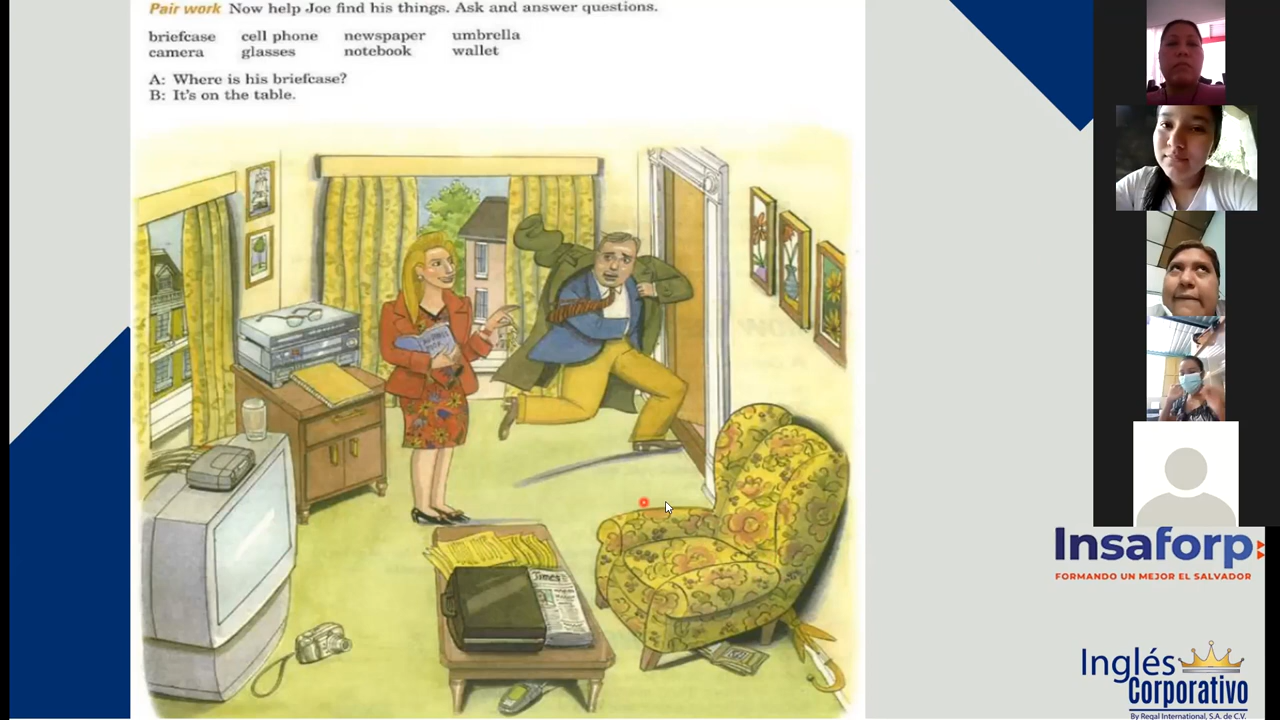 Pair work Now help Joe find his things. Ask and answer questions.
briefcase cell phone newspaper umbrella
camera glasses notebook wallet
A: Where is his briefcase?
B: It's on the table.
Times
Insaforp
FORMANDO UN MEJOR EL SALVADOR
Inglés
Corporativo
By Regal International, S.A. de C.V.